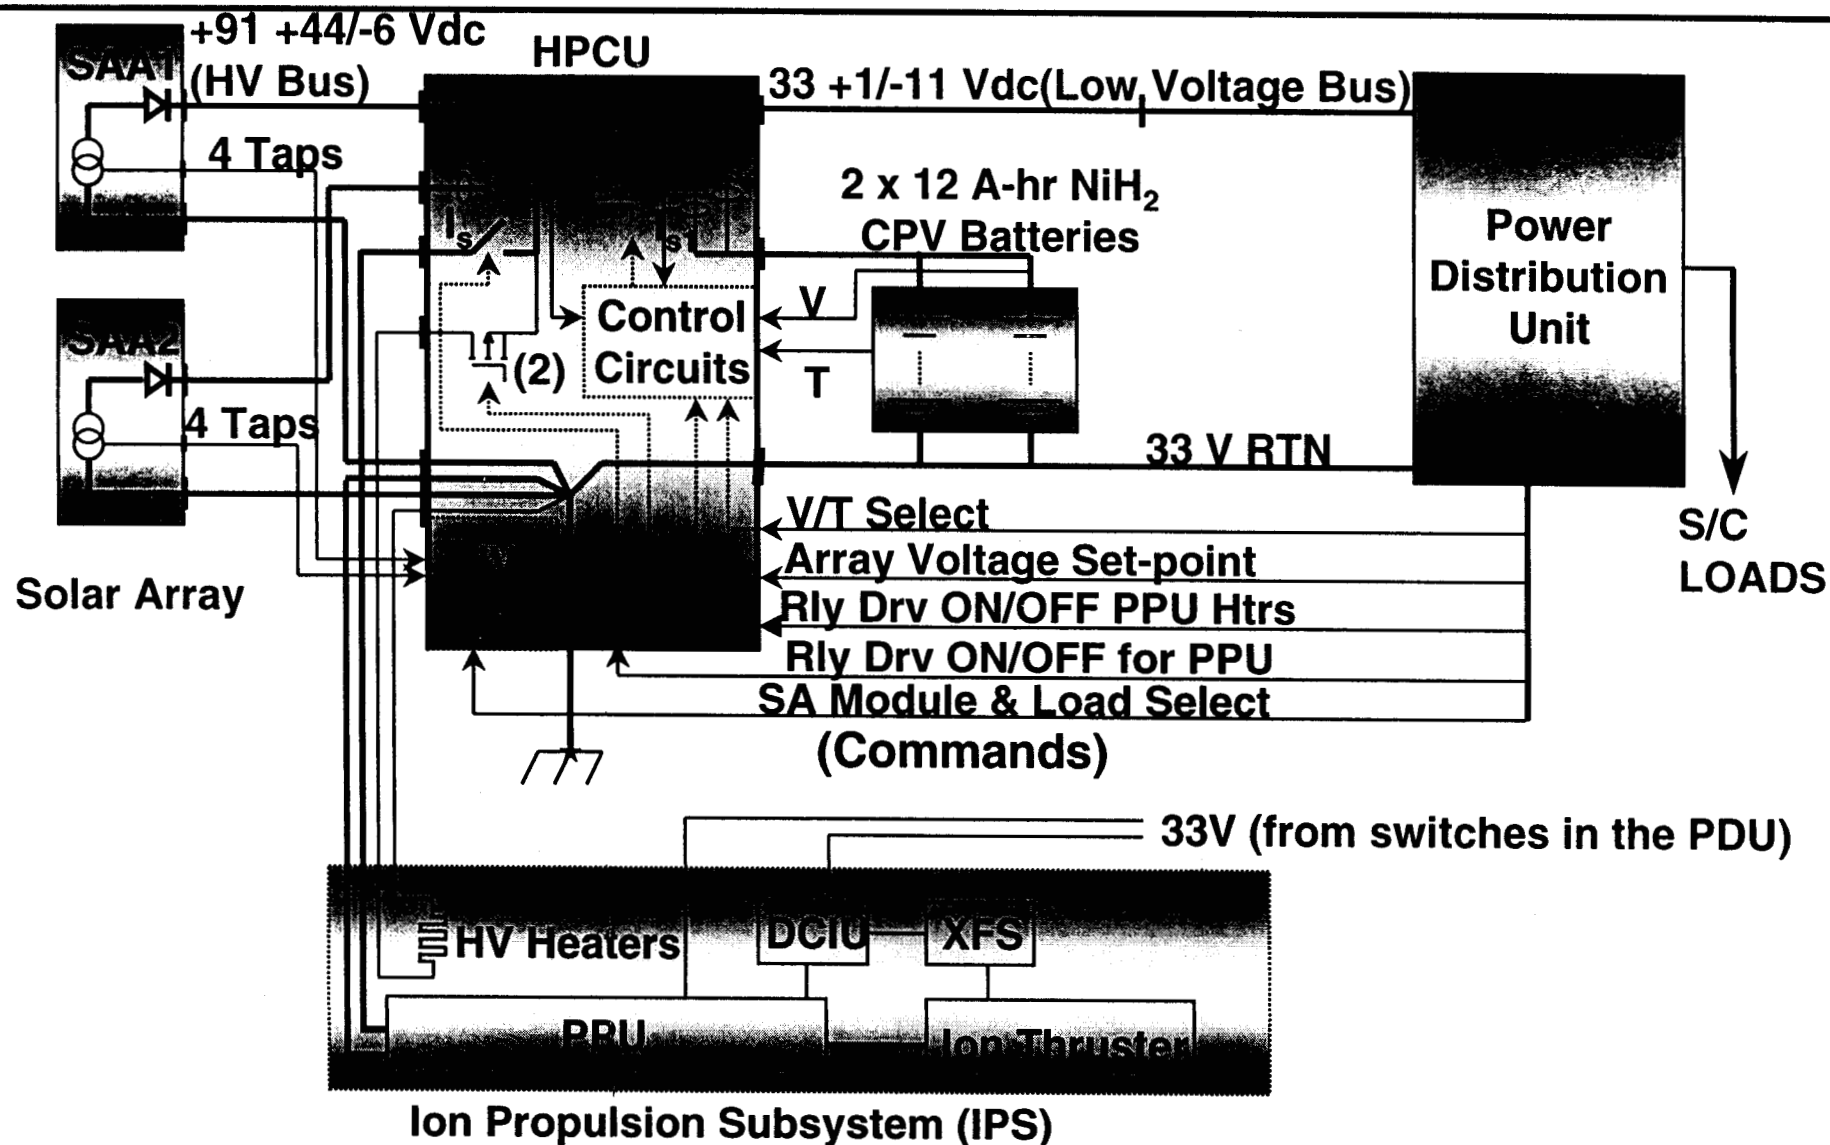 +91 +44/-6 Vdc
(HV Bus)
SAA1
4 Taps
HPCU
33 +1/-11 Vdc(Low Voltage Bus)
2 x 12 A-hr NiH2
CPV Batteries
Power
Distribution
Unit
Is
Is1
Control
Circuits
V
T
(2)
SAA2
4 Taps
33 V RTN
V/T Select
Array Voltage Set-point
Rly Drv ON/OFF PPU Htrs
Rly Drv ON/OFF for PPU
SA Module & Load Select
(Commands)
S/C
LOADS
Solar Array
33V (from switches in the PDU)
HV Heaters
DCIU
XFS
PPU
Ion Thruster
Ion Propulsion Subsystem (IPS)